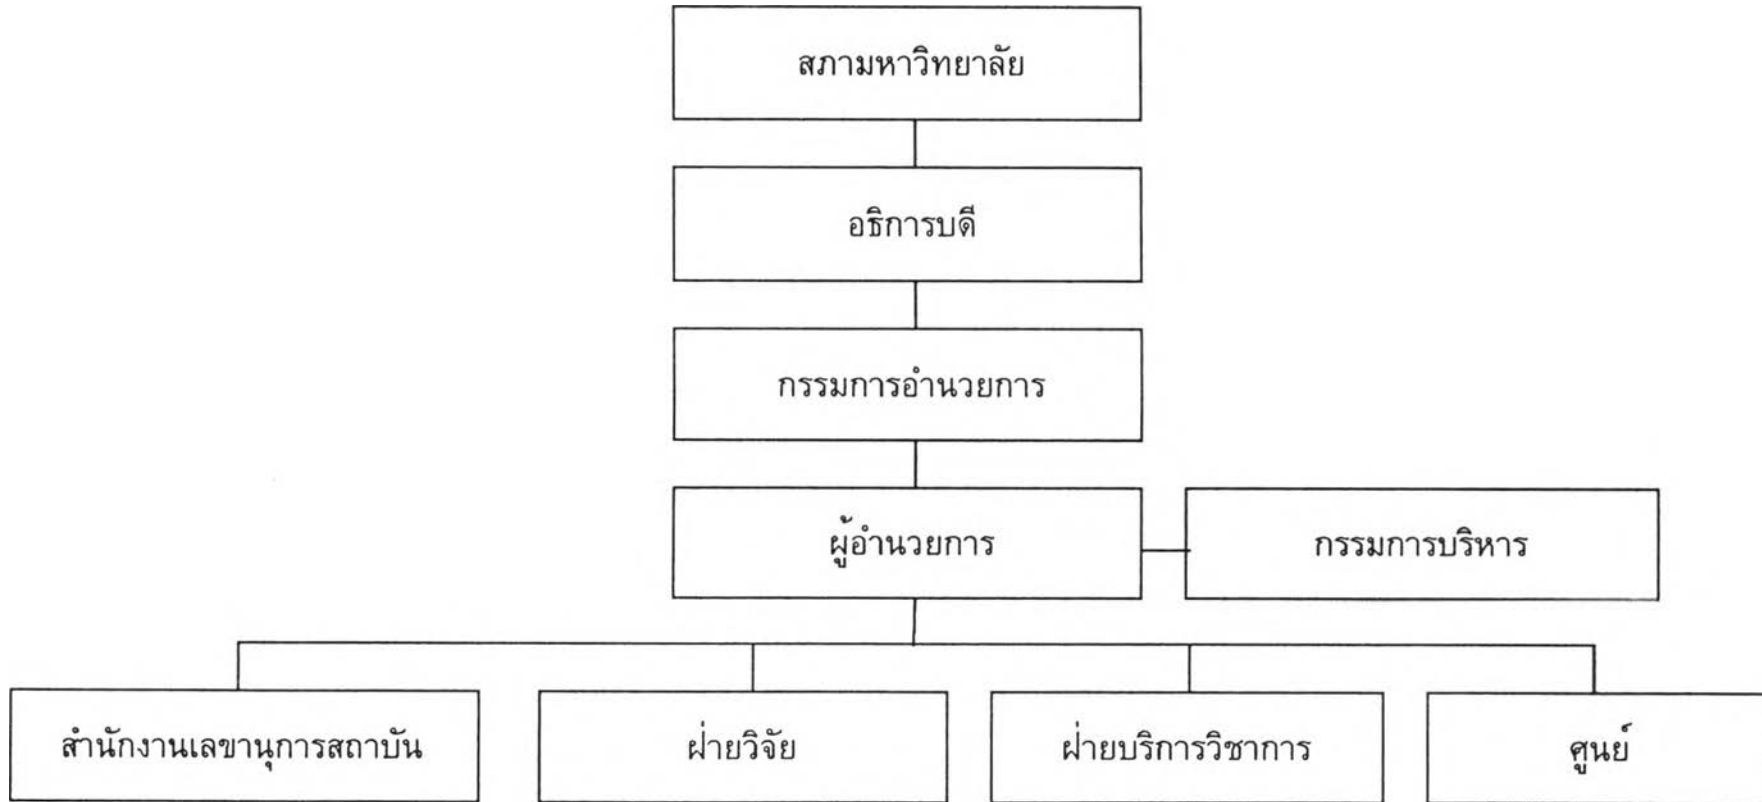 สภามหาวิทยาลัย
อธิการบดี
กรรมการอำนวยการ
ผู้อำนวยการ
กรรมการบริหาร
สำนักงานเลขานุการสถาบัน
ฝ่ายวิจัย
ฝ่ายบริการวิชาการ
ศูนย์